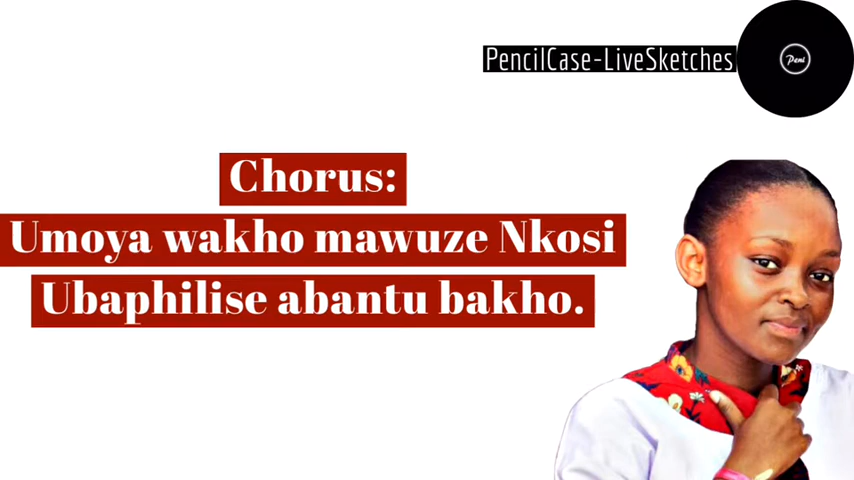 PencilCase-LiveSketches
Peni
Chorus:
Umoya wakho mawuze Nkosi
Ubaphilise abantu bakho.